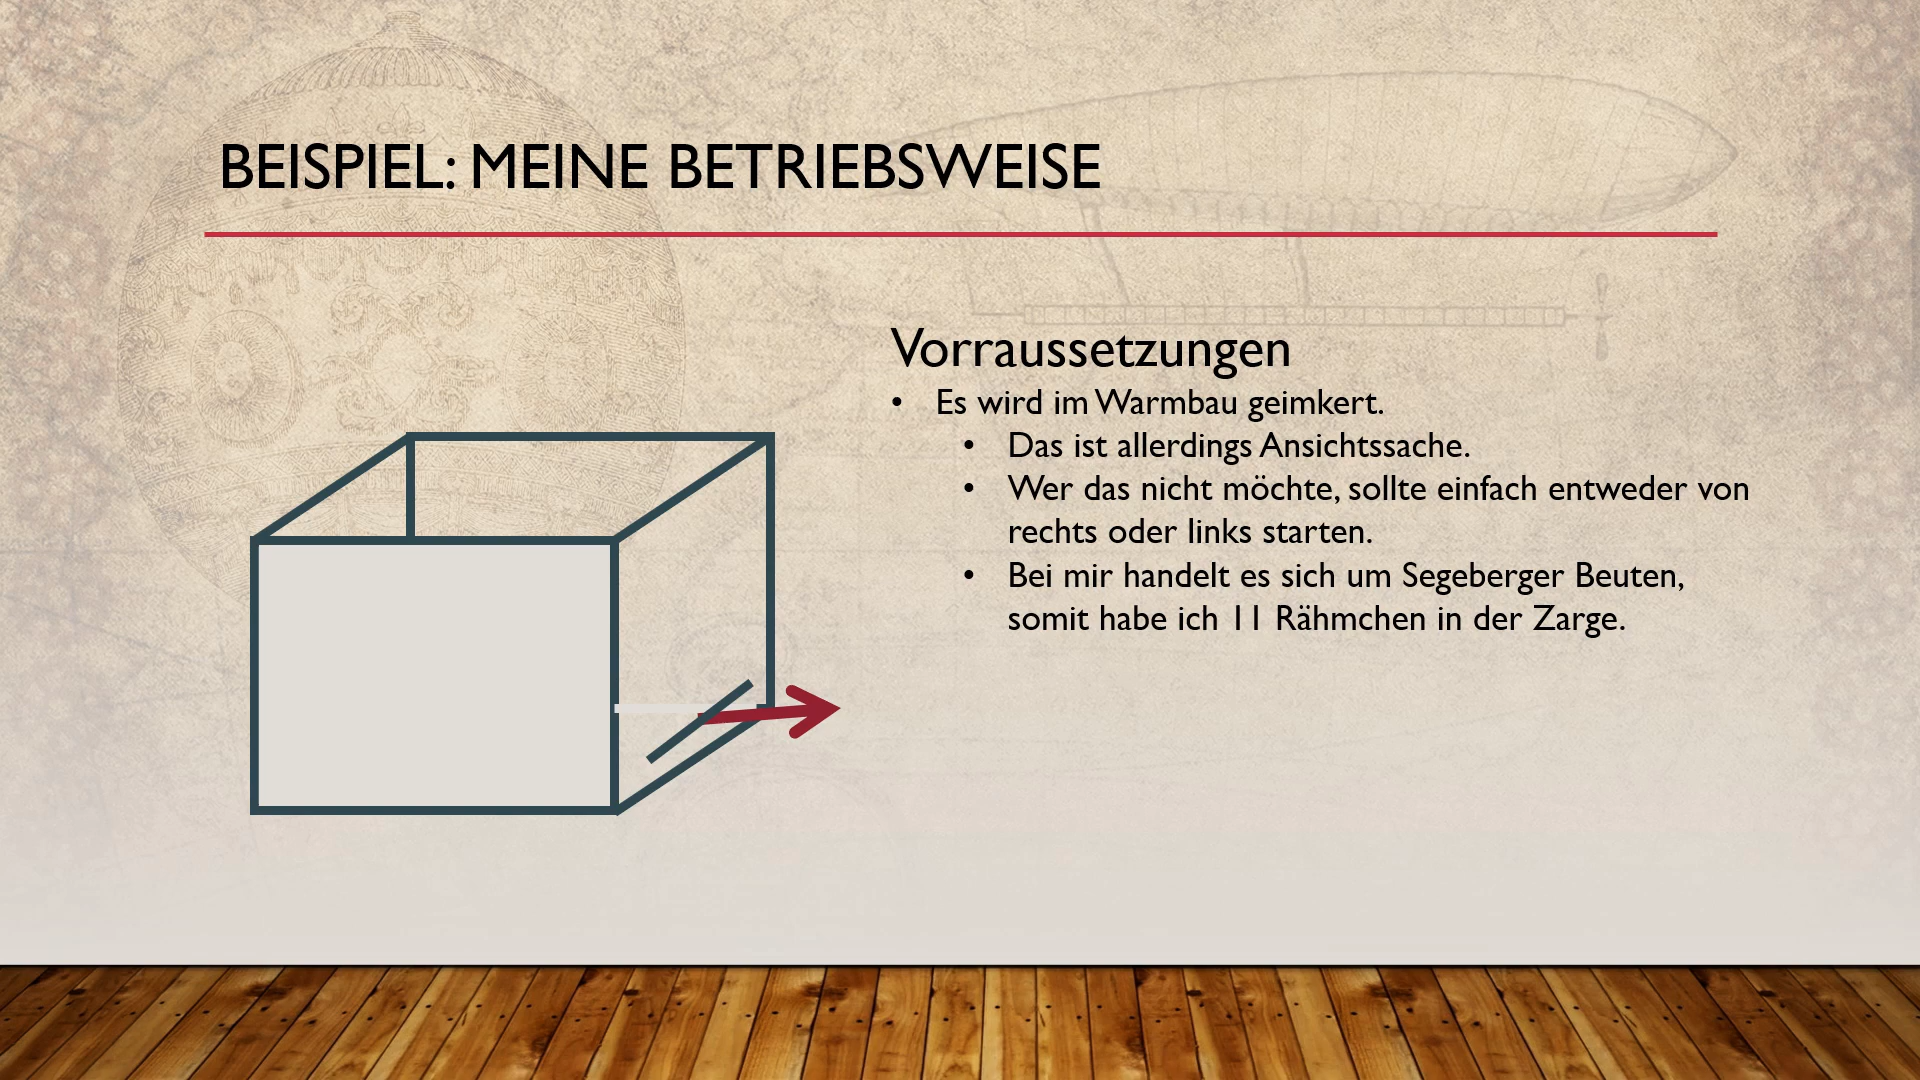 BEISPIEL: MEINE BETRIEBSWEISE
Vorraussetzungen
• Es wird im Warmbau geimkert.
• Das ist allerdings Ansichtssache.
• Wer das nicht möchte, sollte einfach entweder von
rechts oder links starten.
• Bei mir handelt es sich um Segeberger Beuten,
somit habe ich 11 Rähmchen in der Zarge.